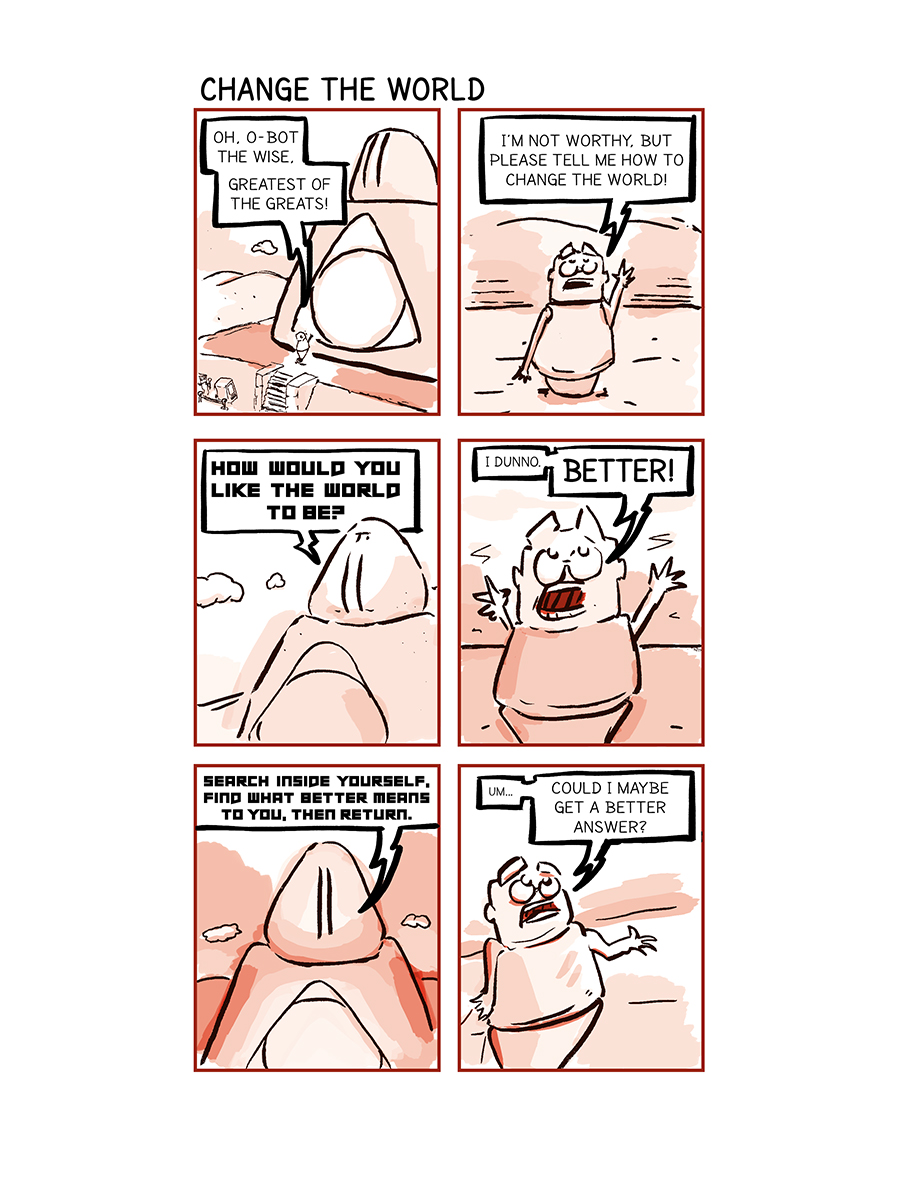 CHANGE THE WORLD
OH, O-BOT
THE WISE,
GREATEST OF
THE GREATS!
I'M NOT WORTHY, BUT
PLEASE TELL ME HOW TO
CHANGE THE WORLD!
HOW WOULD YOU
LIKE THE WORLD
TO BE?
I DUNNO.
BETTER!
SEARCH INSIDE YOURSELF.
FIND WHAT BETTER MEANS
TO YOU, THEN RETURN.
UM...
COULD I MAYBE
GET A BETTER
ANSWER?